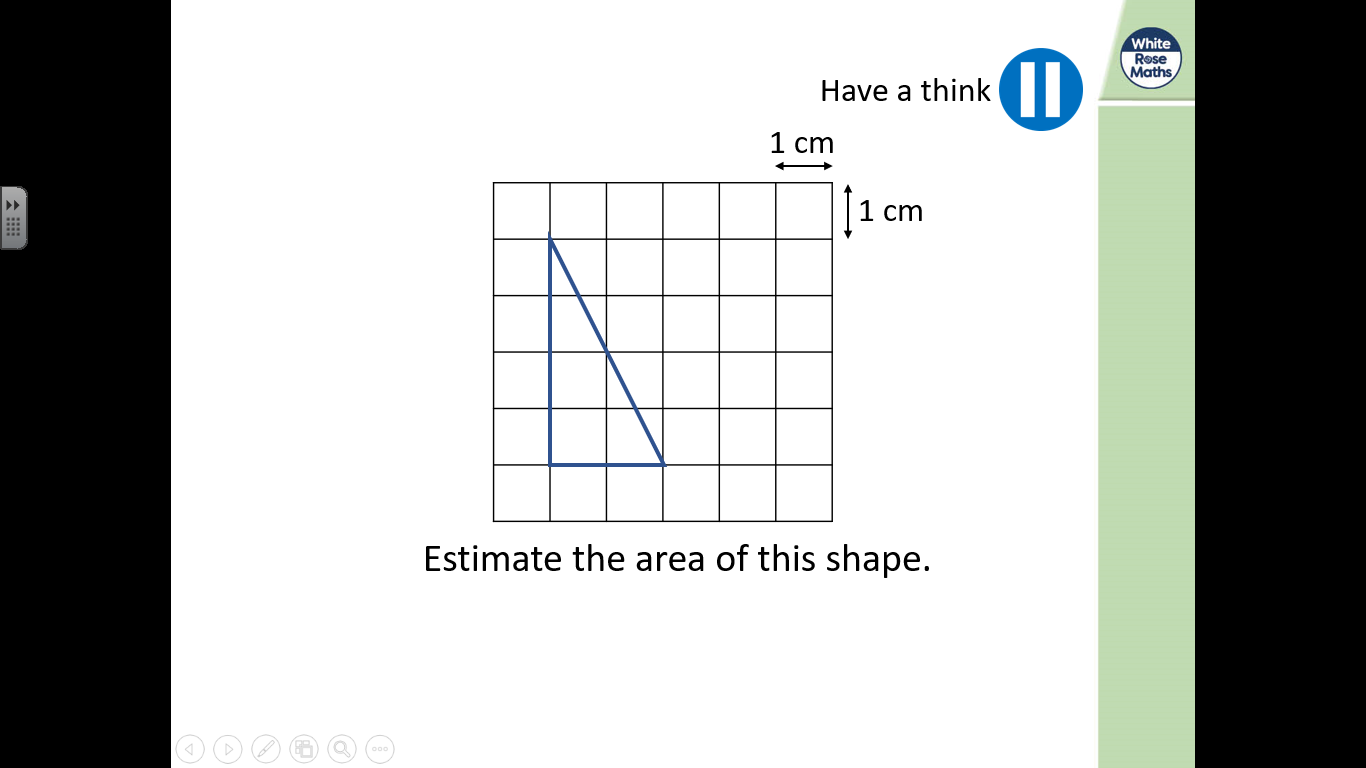 White
Rose
Maths
Have a think
1 cm
1 cm
Estimate the area of this shape.